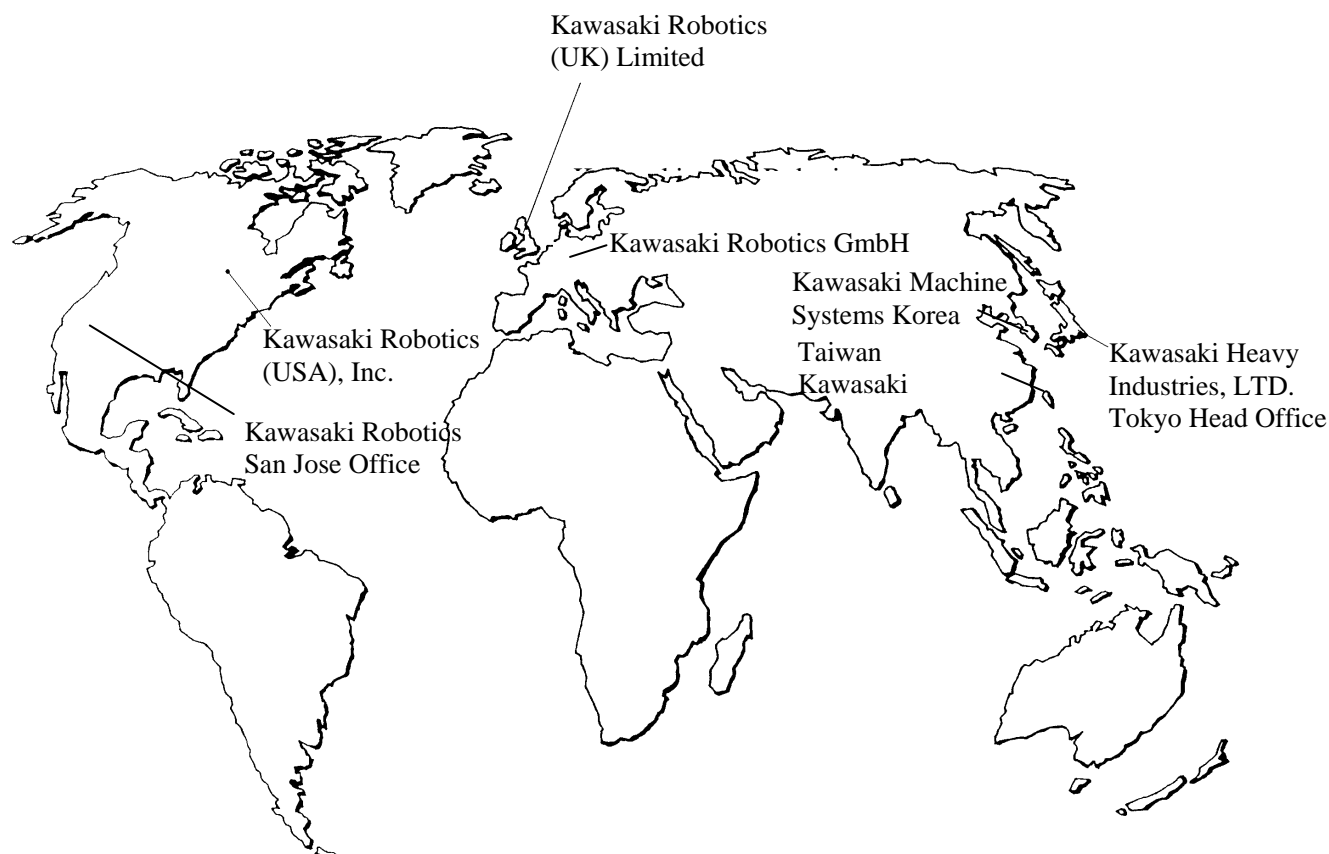 Kawasaki Robotics
(UK) Limited
Kawasaki Robotics GmbH
Kawasaki Machine
Systems Korea
Taiwan
Kawasaki
Kawasaki Heavy
Industries, LTD.
Tokyo Head Office
Kawasaki Robotics
(USA), Inc.
Kawasaki Robotics
San Jose Office